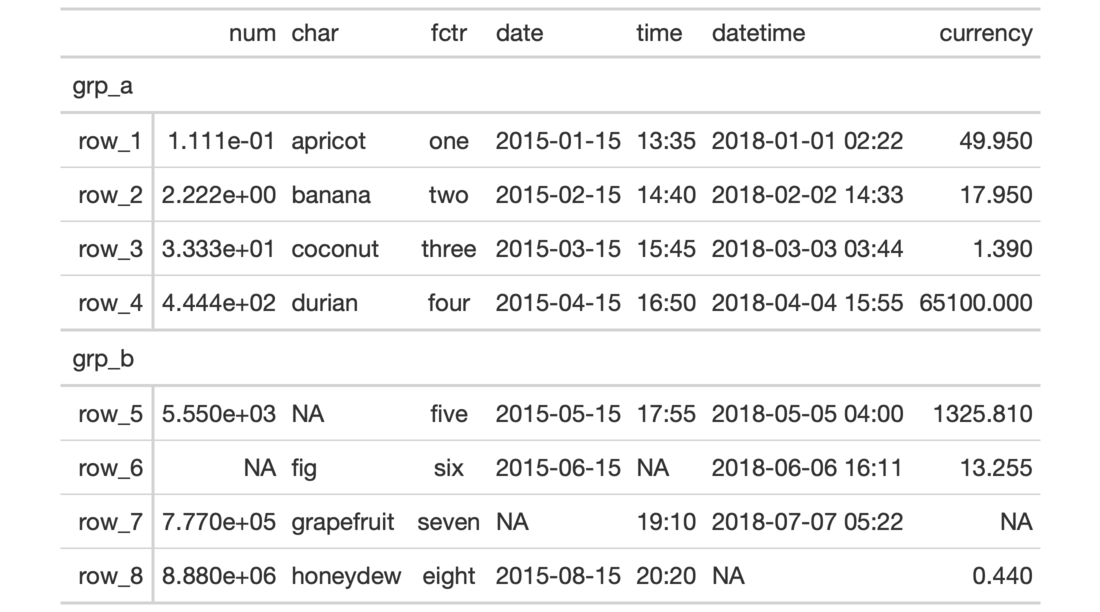 num char fctr date time datetime currency
grp_a
row_1 1.111e-01 apricot one 2015-01-15 13:35 2018-01-01 02:22 49.950
row_2 2.222e+00 banana two 2015-02-15 14:40 2018-02-02 14:33 17.950
row_3 3.333e+01 coconut three 2015-03-15 15:45 2018-03-03 03:44 1.390
row_4 4.444e+02 durian four 2015-04-15 16:50 2018-04-04 15:55 65100.000
grp_b
row_5 5.550e+03 NA five 2015-05-15 17:55 2018-05-05 04:00 1325.810
row_6 NA fig six 2015-06-15 NA 2018-06-06 16:11 13.255
row_7 7.770e+05 grapefruit seven NA 19:10 2018-07-07 05:22 NA
row_8 8.880e+06 honeydew eight 2015-08-15 20:20 NA 0.440